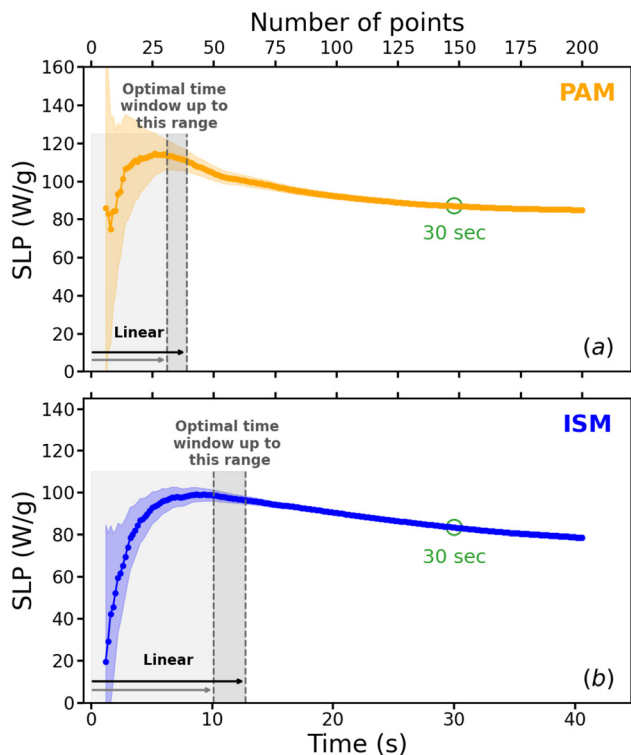 Number of points
0 25 50 75 100 125 150 175 200
160
140
120
100
80
60
40
20
0
SLP (W/g)
Optimal time
window up to
this range
PAM
30 sec
Linear
(a)
140
120
100
80
60
40
20
0
SLP (W/g)
Optimal time
window up to
this range
ISM
30 sec
Linear
(b)
0 10 20 30 40
Time (s)